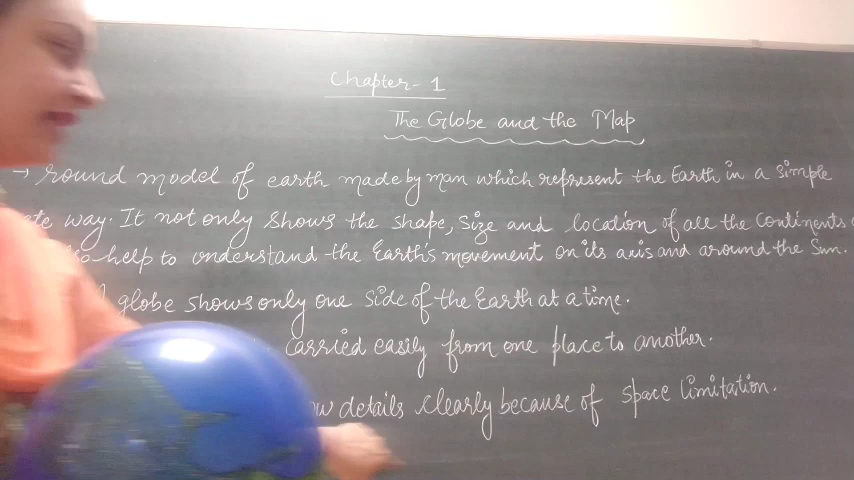 Chapter - 1
The Globe and the Map
→ round model of earth made by man which represent the Earth in a simple
way. It not only shows the shape, size and location of all the continents
help to understand the Earth's movement on its axis and around the Sun.
globe shows only one side of the Earth at a time.
carried easily from one place to another.
details clearly because of space limitation.